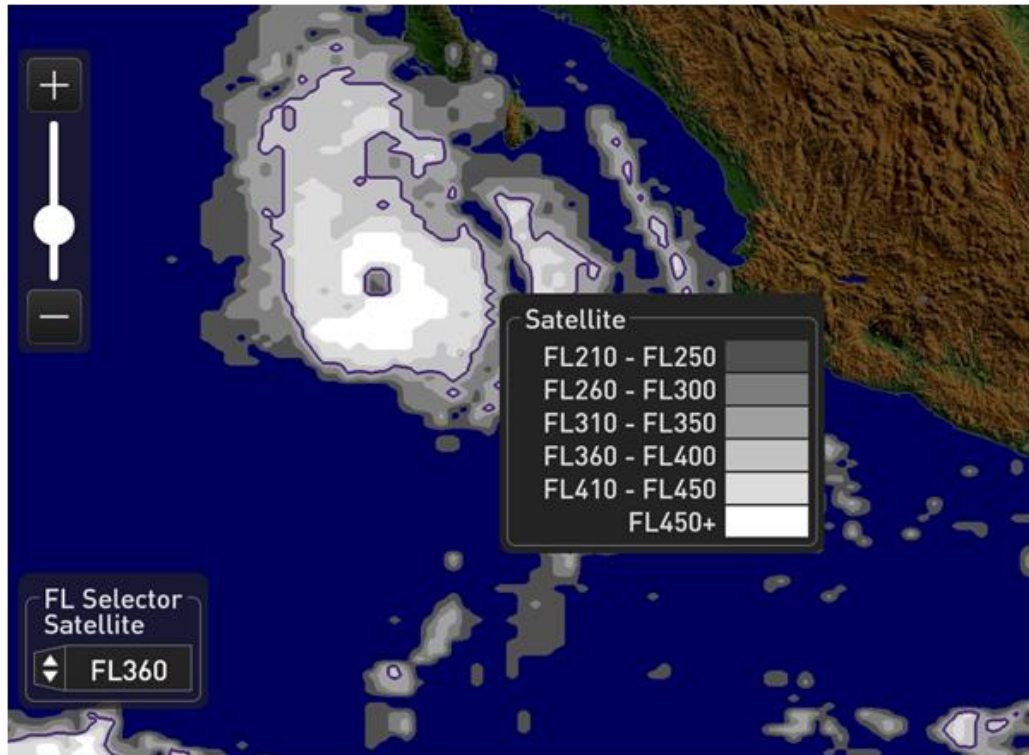 +
−
Satellite
FL210 - FL250
FL260 - FL300
FL310 - FL350
FL360 - FL400
FL410 - FL450
FL450+
FL Selector
Satellite
FL360